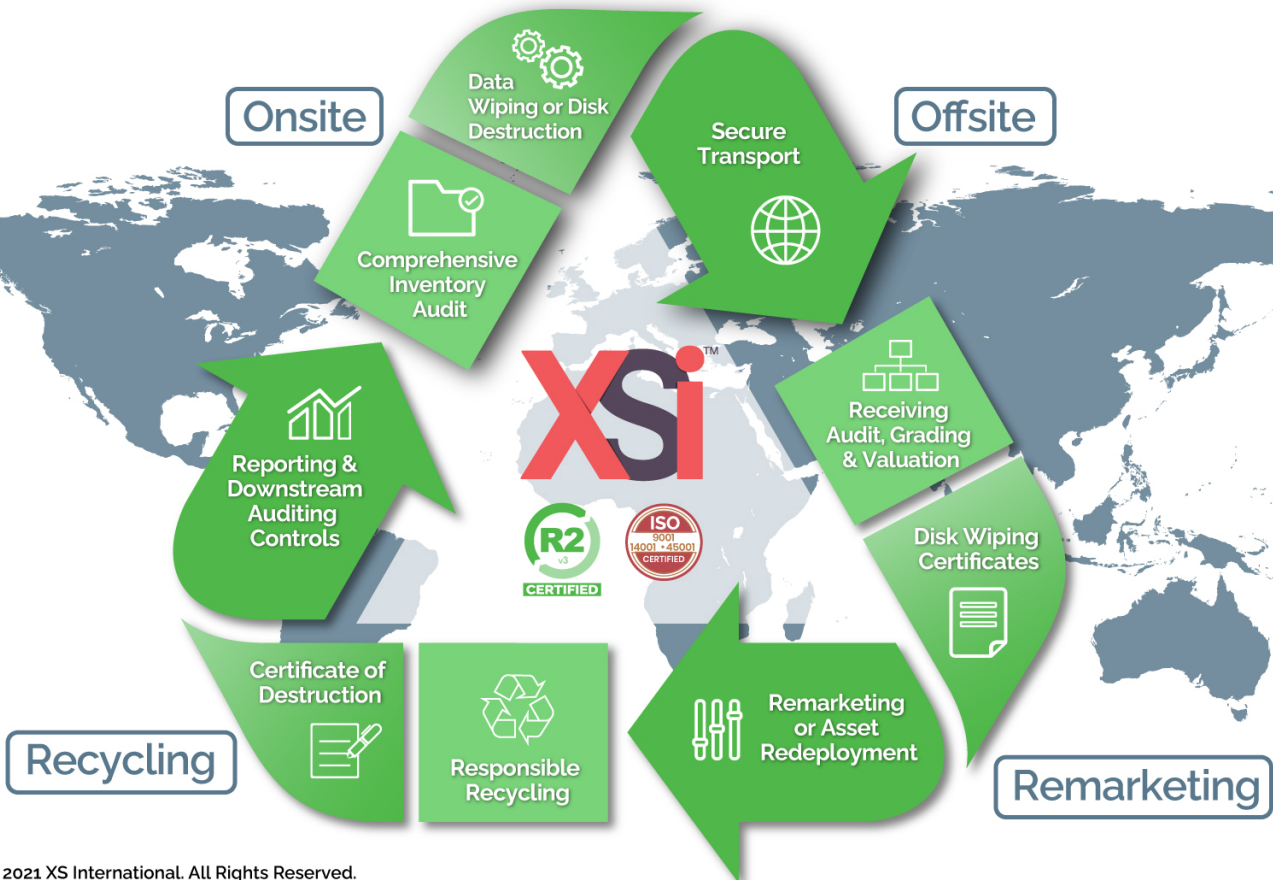 Onsite
Data
Wiping or Disk
Destruction
Comprehensive
Inventory
Audit
Secure
Transport
Offsite
Receiving
Audit, Grading
& Valuation
Disk Wiping
Certificates
Remarketing
Remarketing
or Asset
Redeployment
Responsible
Recycling
Certificate of
Destruction
Recycling
Reporting &
Downstream
Auditing
Controls
XSi™
R2
v3
CERTIFIED
ISO
9001
14001 • 45001
CERTIFIED
2021 XS International. All Rights Reserved.